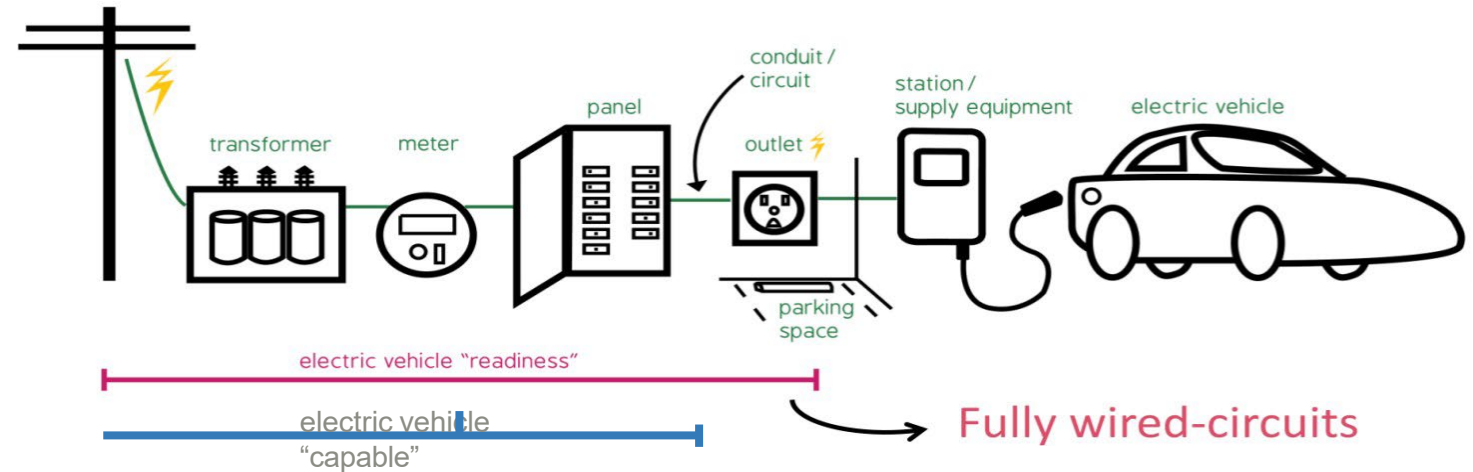 conduit /
circuit
station /
supply equipment
electric vehicle
panel
transformer
meter
outlet
parking
space
electric vehicle “readiness”
electric vehicle
“capable”
Fully wired-circuits